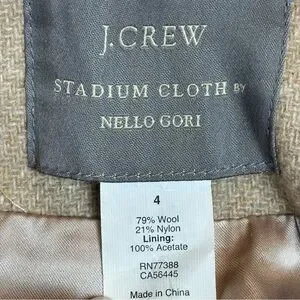 J.CREW
STADIUM CLOTH BY
NELLO GORI
4
79% Wool
21% Nylon
Lining:
100% Acetate
RN77388
CA56445
Made in China